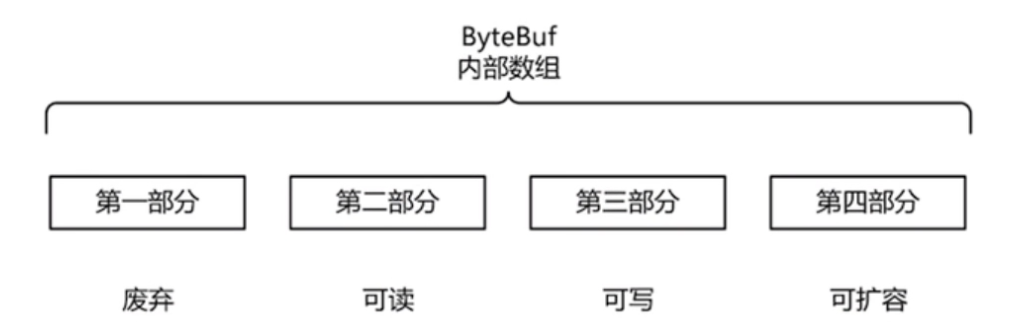 ByteBuf
内部数组
第一部分 第二部分 第三部分 第四部分
废弃 可读 可写 可扩容